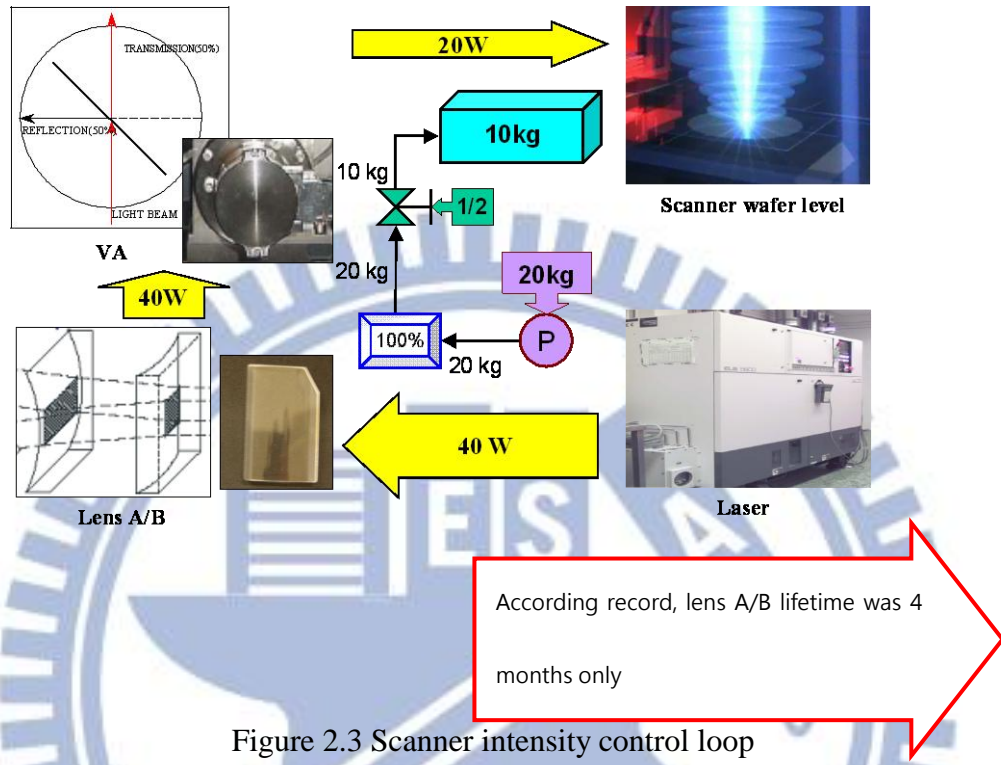 TRANSMISSION(50%)
REFLECTION(50%)
LIGHT BEAM
VA
20W
10kg
10 kg
1/2
20 kg
20kg
100%
P
20 kg
Scanner wafer level
40W
40 W
Lens A/B
Laser
E S A
According record, lens A/B lifetime was 4
months only
Figure 2.3 Scanner intensity control loop